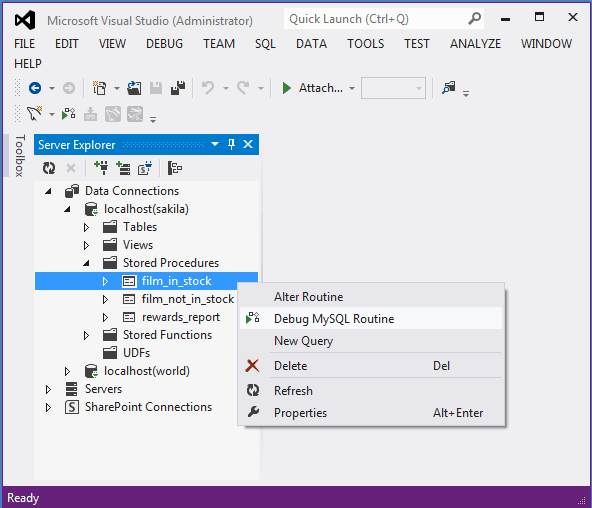 Microsoft Visual Studio (Administrator) Quick Launch (Ctrl+Q)
FILE EDIT VIEW DEBUG TEAM SQL DATA TOOLS TEST ANALYZE WINDOW
HELP
Attach...
Toolbox
Server Explorer
Data Connections
localhost(sakila)
Tables
Views
Stored Procedures
film_in_stock
film_not_in_stock
rewards_report
Stored Functions
UDFs
localhost(world)
Servers
SharePoint Connections
Alter Routine
Debug MySQL Routine
New Query
Delete Del
Refresh
Properties Alt+Enter
Ready